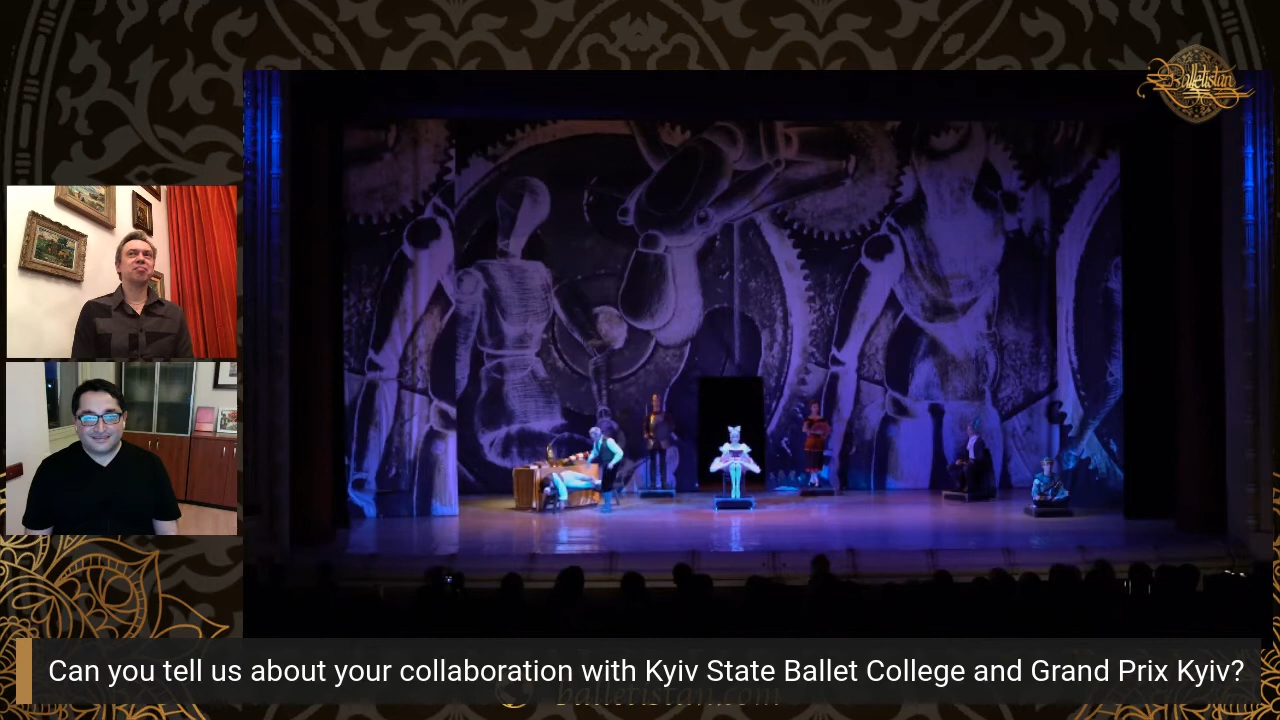 Balletistan
Can you tell us about your collaboration with Kyiv State Ballet College and Grand Prix Kyiv?
balletistan.com